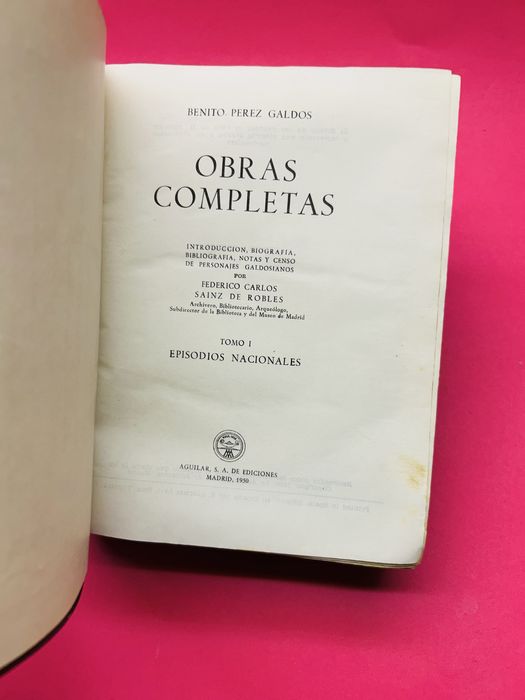 BENITO PEREZ GALDOS
OBRAS
COMPLETAS
INTRODUCCION, BIOGRAFIA,
BIBLIOGRAFIA, NOTAS Y CENSO
DE PERSONAJES GALDOSIANOS
POR
FEDERICO CARLOS
SAINZ DE ROBLES
Archivero, Bibliotecario, Arqueólogo,
Subdirector de la Biblioteca y del Museo de Madrid
TOMO I
EPISODIOS NACIONALES
AGUILAR, S. A. DE EDICIONES
MADRID, 1950